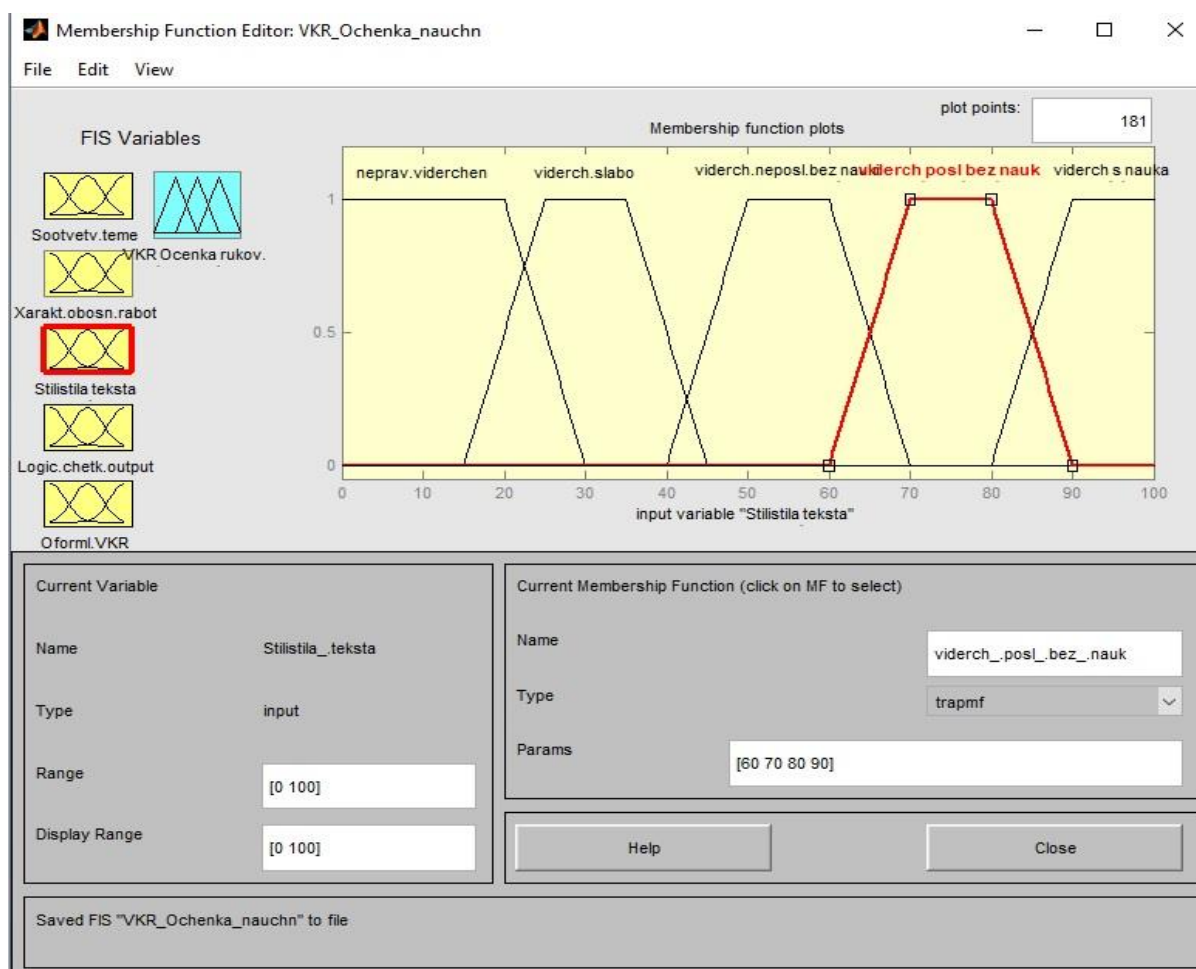 Membership Function Editor: VKR_Ochenka_nauchn
File Edit View
FIS Variables
Sootvetv.teme
VKR Ocenka rukov.
Xarakt.obosn.rabot
Stilistila teksta
Logic.chetk.output
Oforml.VKR
plot points: 181
Membership function plots
neprav.viderchen viderch.slabo viderch.neposl.bez nauk viderch posl bez nauk viderch s nauka
1
0.5
0
0 10 20 30 40 50 60 70 80 90 100
input variable "Stilistila teksta"
Current Variable
Name Stilistila_.teksta
Type input
Range [0 100]
Display Range [0 100]
Current Membership Function (click on MF to select)
Name viderch_.posl_.bez_.nauk
Type trapmf
Params [60 70 80 90]
Help Close
Saved FIS "VKR_Ochenka_nauchn" to file